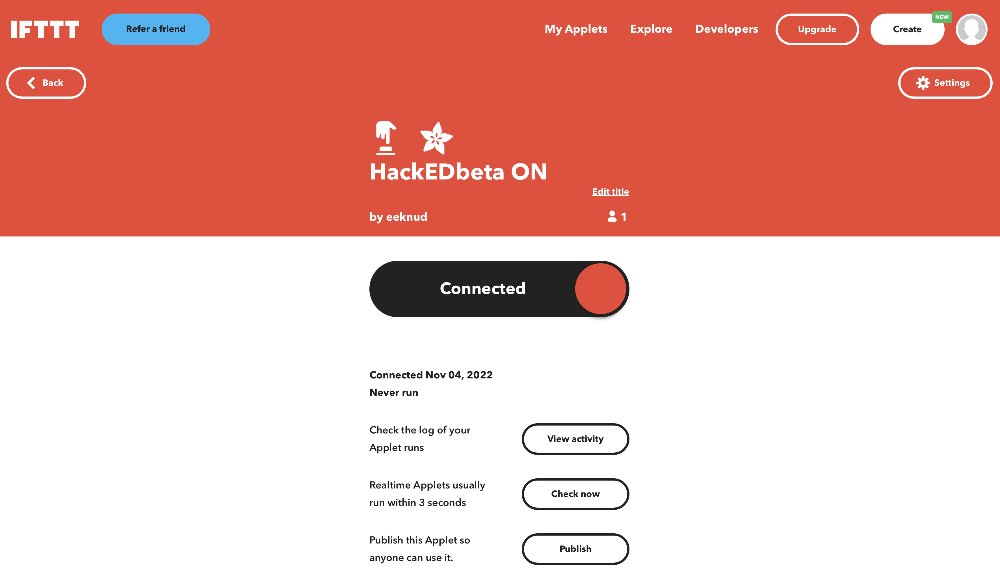 IFTTT
Refer a friend
My Applets
Explore
Developers
Upgrade
Create
NEW
Back
Settings
HackEDbeta ON
Edit title
by eeknud
1
Connected
Connected Nov 04, 2022
Never run
Check the log of your
Applet runs
View activity
Realtime Applets usually
run within 3 seconds
Check now
Publish this Applet so
anyone can use it.
Publish